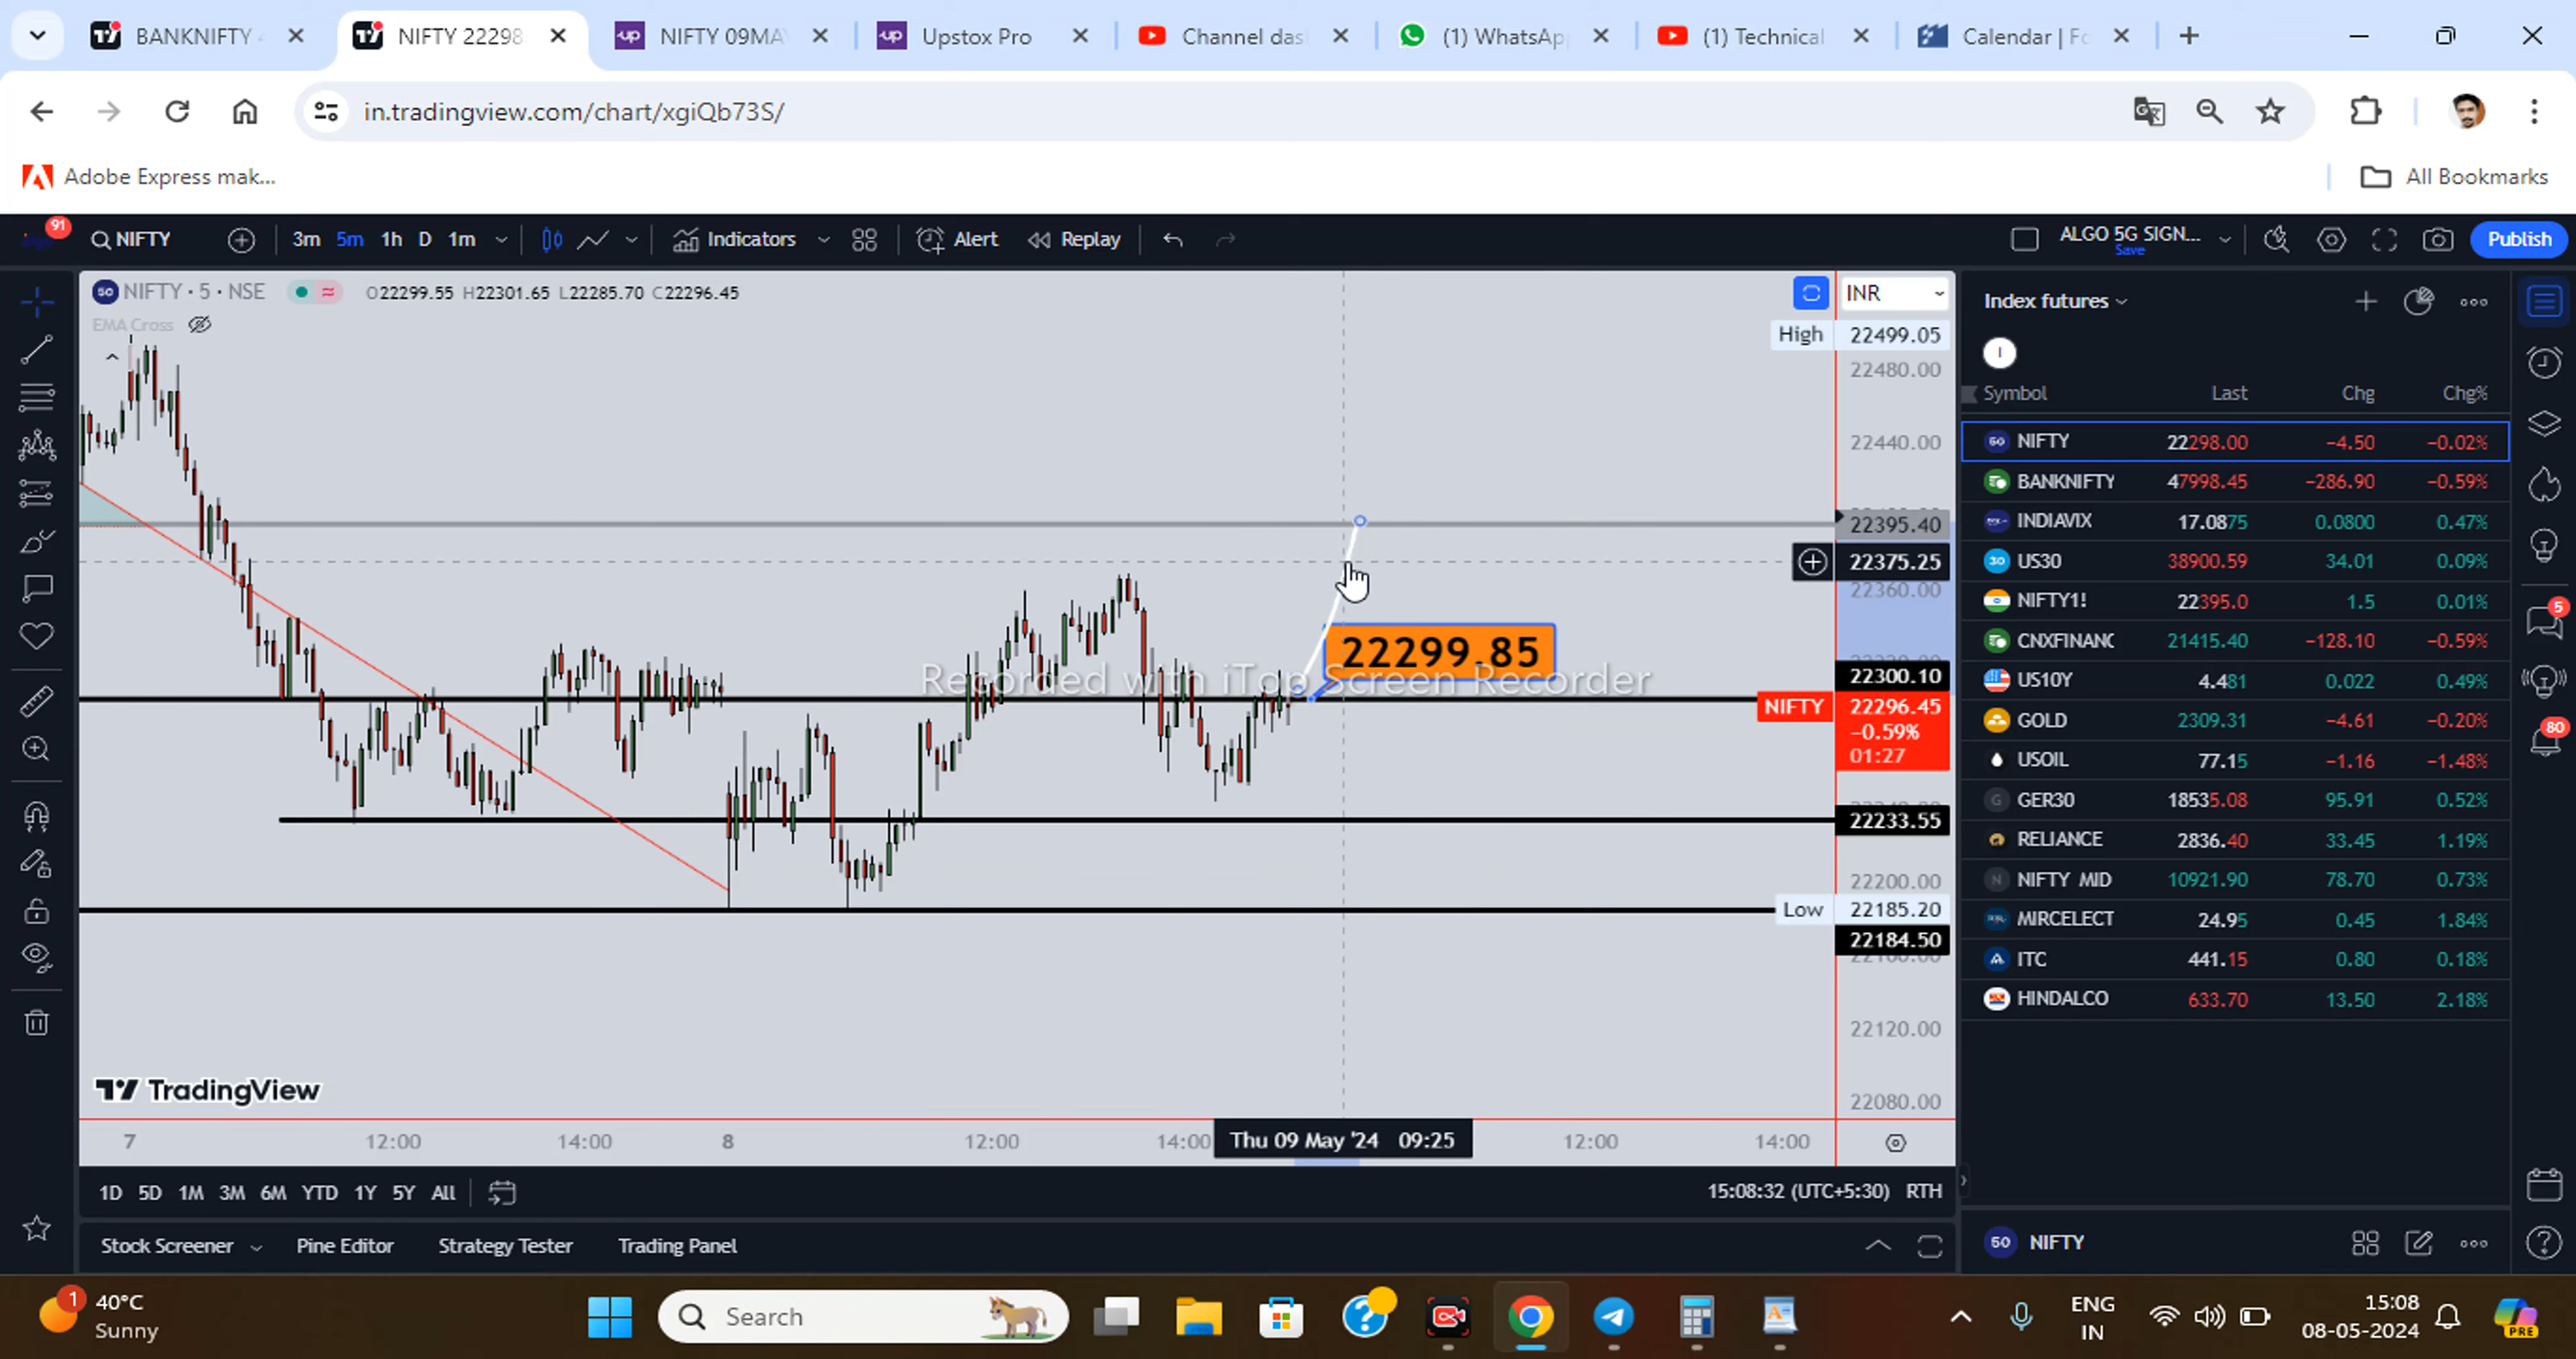 BANKNIFTY
NIFTY 22298
NIFTY 09MAY
Upstox Pro
Channel das
(1) WhatsApp
(1) Technical
Calendar | Fo
in.tradingview.com/chart/xgiQb73S/
Adobe Express mak...
All Bookmarks
91
NIFTY
3m 5m 1h D 1m
Indicators
Alert
Replay
ALGO 5G SIGN...
Save
Publish
NIFTY · 5 · NSE
O22299.55 H22301.65 L22285.70 C22296.45
EMA Cross
INR
High 22499.05
22480.00
22440.00
22395.40
22375.25
22360.00
22299.85
Recorded with iTop Screen Recorder
22300.10
NIFTY 22296.45
−0.59%
01:27
22233.55
22200.00
Low 22185.20
22184.50
22120.00
22080.00
TradingView
7 12:00 14:00 8 12:00 14:00 Thu 09 May '24 09:25 12:00 14:00
1D 5D 1M 3M 6M YTD 1Y 5Y All
15:08:32 (UTC+5:30) RTH
Stock Screener Pine Editor Strategy Tester Trading Panel
Index futures
I
Symbol Last Chg Chg%
NIFTY 22298.00 −4.50 −0.02%
BANKNIFTY 47998.45 −286.90 −0.59%
INDIAVIX 17.0875 0.0800 0.47%
US30 38900.59 34.01 0.09%
NIFTY1! 22395.0 1.5 0.01%
CNXFINANC 21415.40 −128.10 −0.59%
US10Y 4.481 0.022 0.49%
GOLD 2309.31 −4.61 −0.20%
USOIL 77.15 −1.16 −1.48%
GER30 18535.08 95.91 0.52%
RELIANCE 2836.40 33.45 1.19%
NIFTY MID 10921.90 78.70 0.73%
MIRCELECT 24.95 0.45 1.84%
ITC 441.15 0.80 0.18%
HINDALCO 633.70 13.50 2.18%
50 NIFTY
5
80
1
40°C
Sunny
Search
ENG
IN
15:08
08-05-2024
PRE